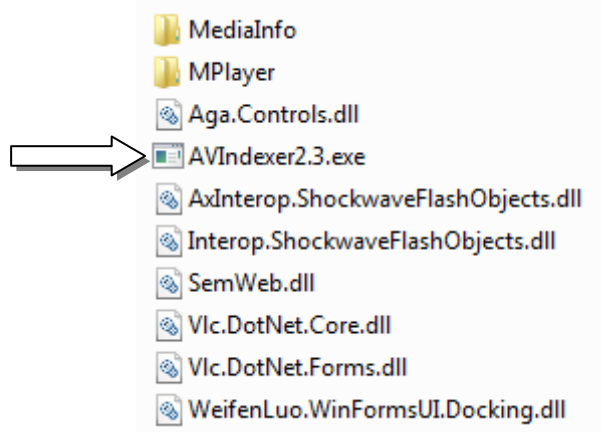 MediaInfo
MPlayer
Aga.Controls.dll
AVIndexer2.3.exe
AxInterop.ShockwaveFlashObjects.dll
Interop.ShockwaveFlashObjects.dll
SemWeb.dll
Vlc.DotNet.Core.dll
Vlc.DotNet.Forms.dll
WeifenLuo.WinFormsUI.Docking.dll